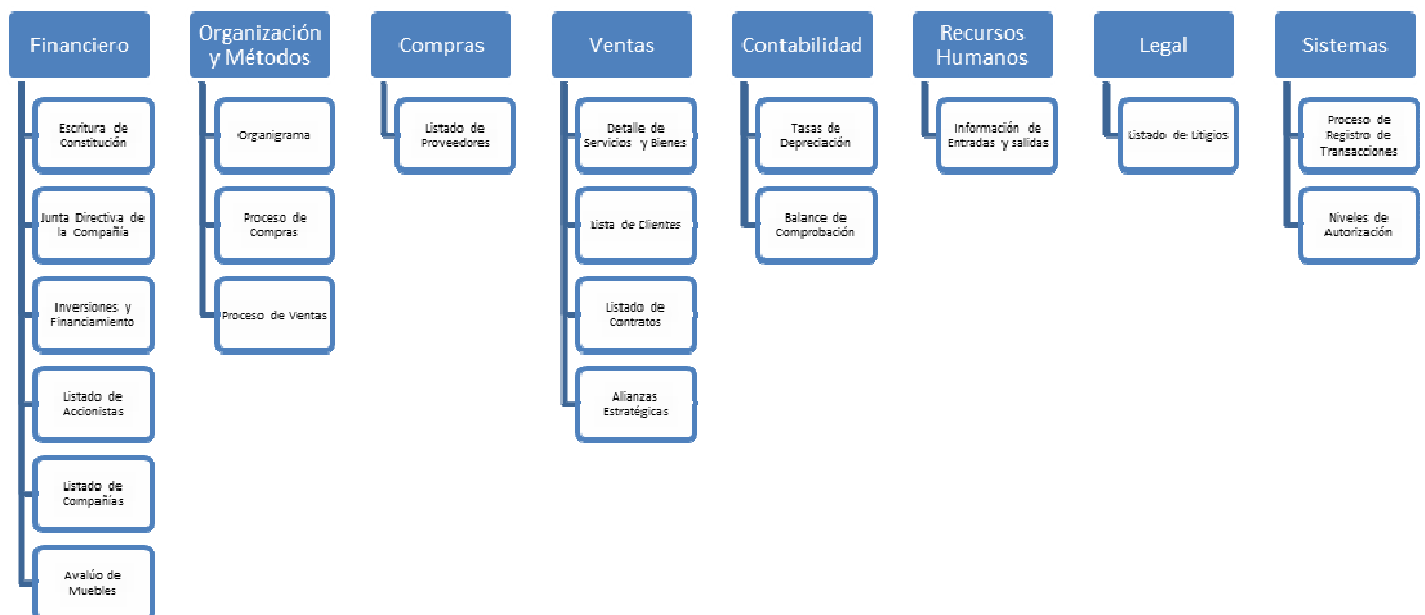 Financiero
Escritura de
Constitución
Junta Directiva de
la Compañía
Inversiones y
Financiamiento
Listado de
Accionistas
Listado de
Compañías
Avalúo de
Muebles
Organización
y Métodos
Organigrama
Proceso de
Compras
Proceso de Ventas
Compras
Listado de
Proveedores
Ventas
Detalle de
Servicios y Bienes
Lista de Clientes
Listado de
Contratos
Alianzas
Estratégicas
Contabilidad
Tasas de
Depreciación
Balance de
Comprobación
Recursos
Humanos
Información de
Entradas y salidas
Legal
Listado de Litigios
Sistemas
Proceso de
Registro de
Transacciones
Niveles de
Autorización